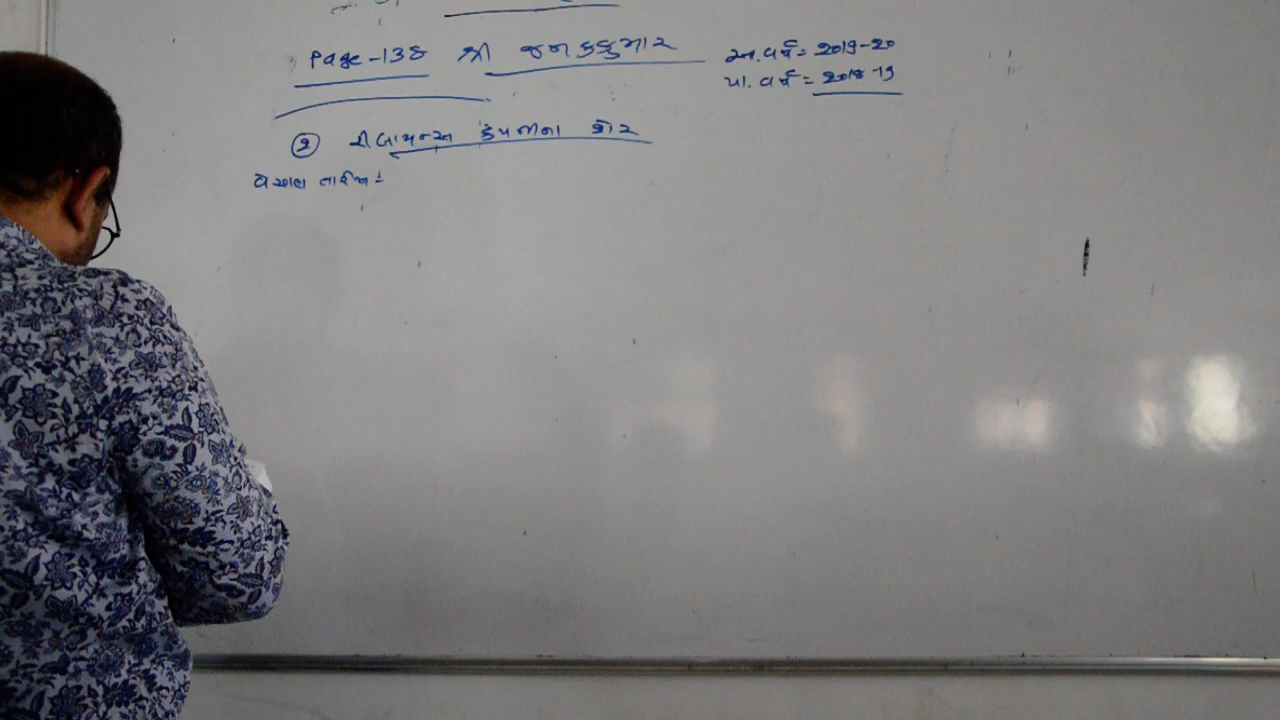 Page-138 શ્રી જનકકુમાર
આ.વર્ષ = 2019-20
પા. વર્ષ = 2018-19
② રીલાયન્સ કંપનીના શેર
વેચાણ તારીખ :